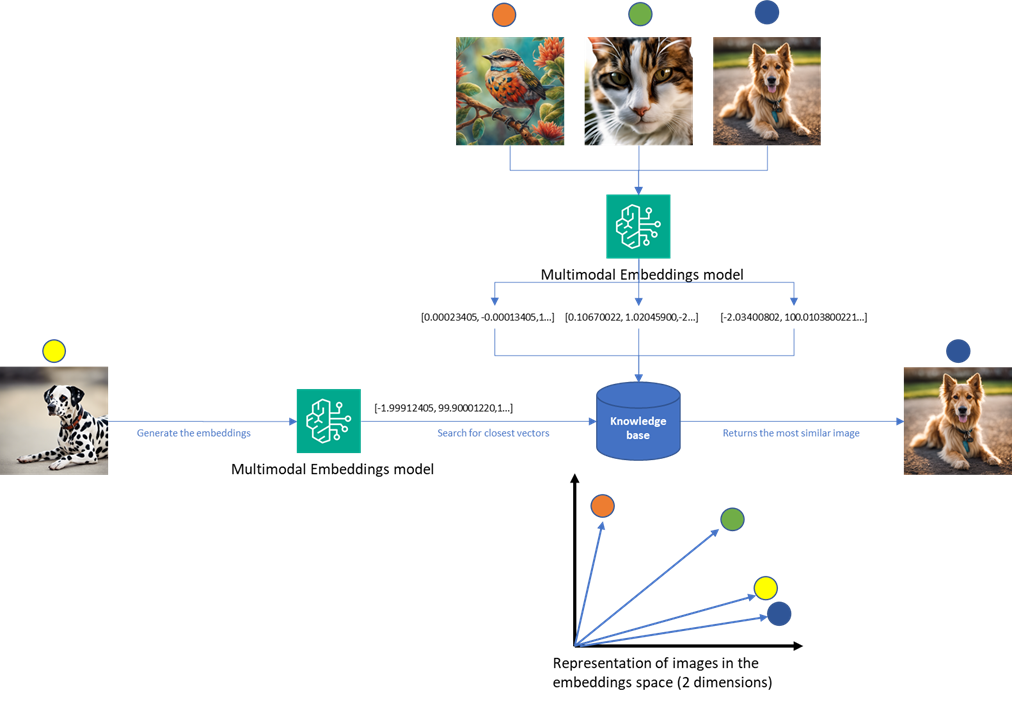 Multimodal Embeddings model
[0.00023405, -0.00013405,1...]
[0.10670022, 1.02045900,-2...]
[-2.03400802, 100.0103800221...]
[-1.99912405, 99.90001220,1...]
Generate the embeddings
Search for closest vectors
Knowledge
base
Returns the most similar image
Multimodal Embeddings model
Representation of images in the
embeddings space (2 dimensions)